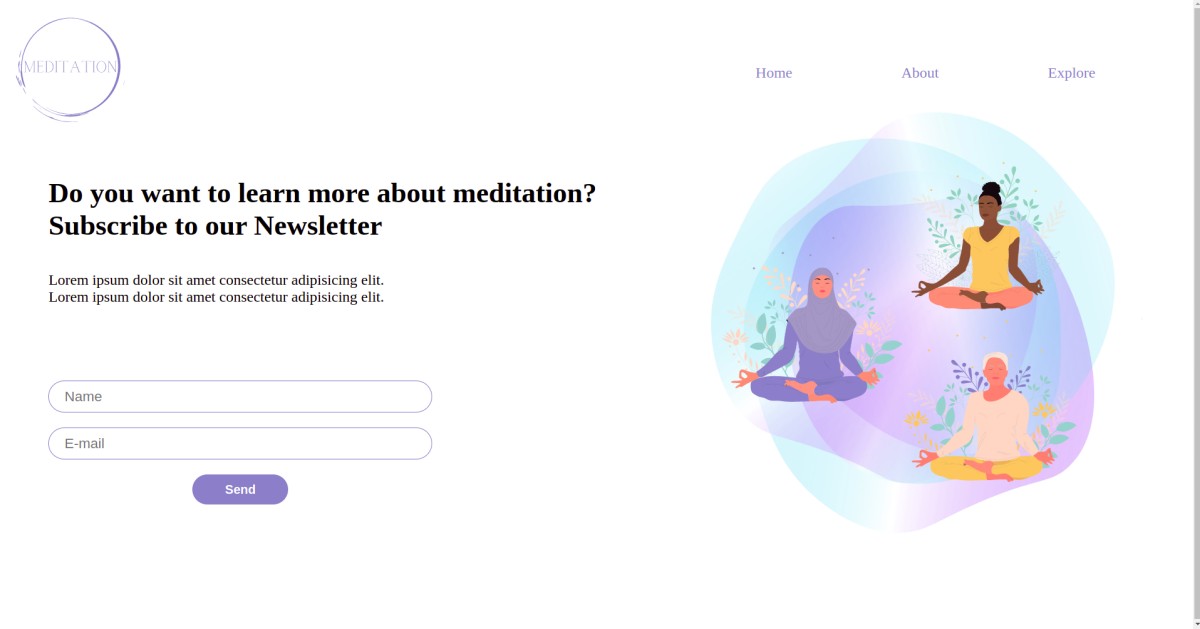 MEDITATION
Home About Explore
Do you want to learn more about meditation?
Subscribe to our Newsletter
Lorem ipsum dolor sit amet consectetur adipisicing elit.
Lorem ipsum dolor sit amet consectetur adipisicing elit.
Name
E-mail
Send